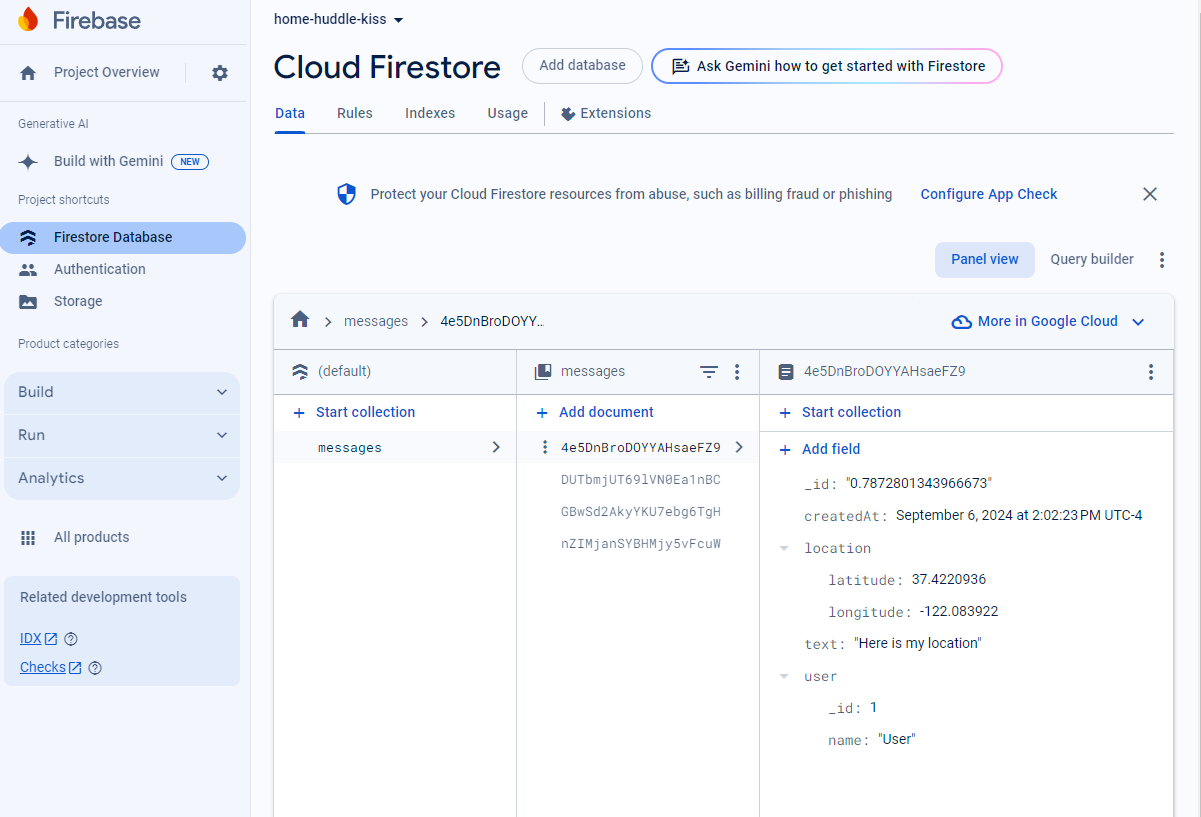 Firebase
Project Overview
Generative AI
Build with Gemini NEW
Project shortcuts
Firestore Database
Authentication
Storage
Product categories
Build
Run
Analytics
All products
Related development tools
IDX
Checks
home-huddle-kiss
Cloud Firestore
Add database
Ask Gemini how to get started with Firestore
Data Rules Indexes Usage Extensions
Protect your Cloud Firestore resources from abuse, such as billing fraud or phishing Configure App Check
Panel view Query builder
messages 4e5DnBroDOYY... More in Google Cloud
(default)
Start collection
messages
messages
Add document
4e5DnBroDOYYAHsaeFZ9
DUTbmjUT69lVN0Ea1nBC
GBwSd2AkyYKU7ebg6TgH
nZIMjanSYBHMjy5vFcuW
4e5DnBroDOYYAHsaeFZ9
Start collection
Add field
_id: "0.7872801343966673"
createdAt: September 6, 2024 at 2:02:23 PM UTC-4
location
latitude: 37.4220936
longitude: -122.083922
text: "Here is my location"
user
_id: 1
name: "User"